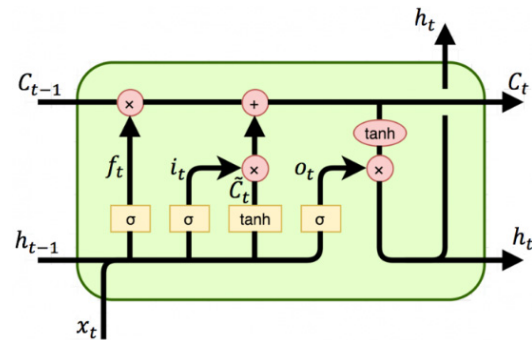 h_t
C_{t-1} × + C_t
tanh
f_t i_t × o_t ×
C̃_t
σ σ tanh σ
h_{t-1} h_t
x_t